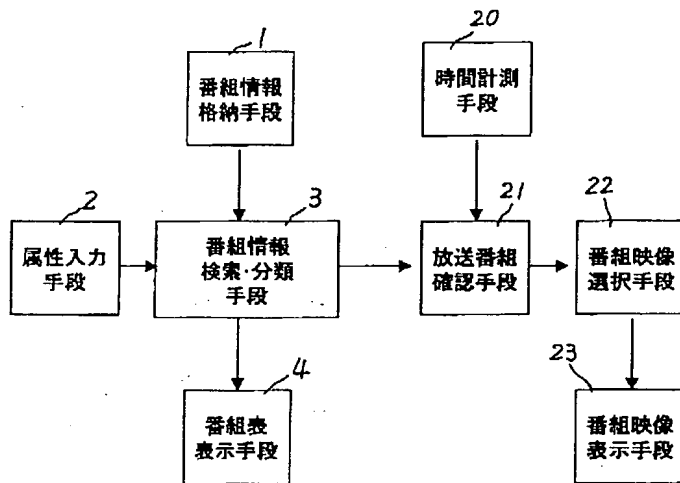 1
番組情報
格納手段
20
時間計測
手段
2
属性入力
手段
3
番組情報
検索・分類
手段
21
放送番組
確認手段
22
番組映像
選択手段
4
番組表
表示手段
23
番組映像
表示手段